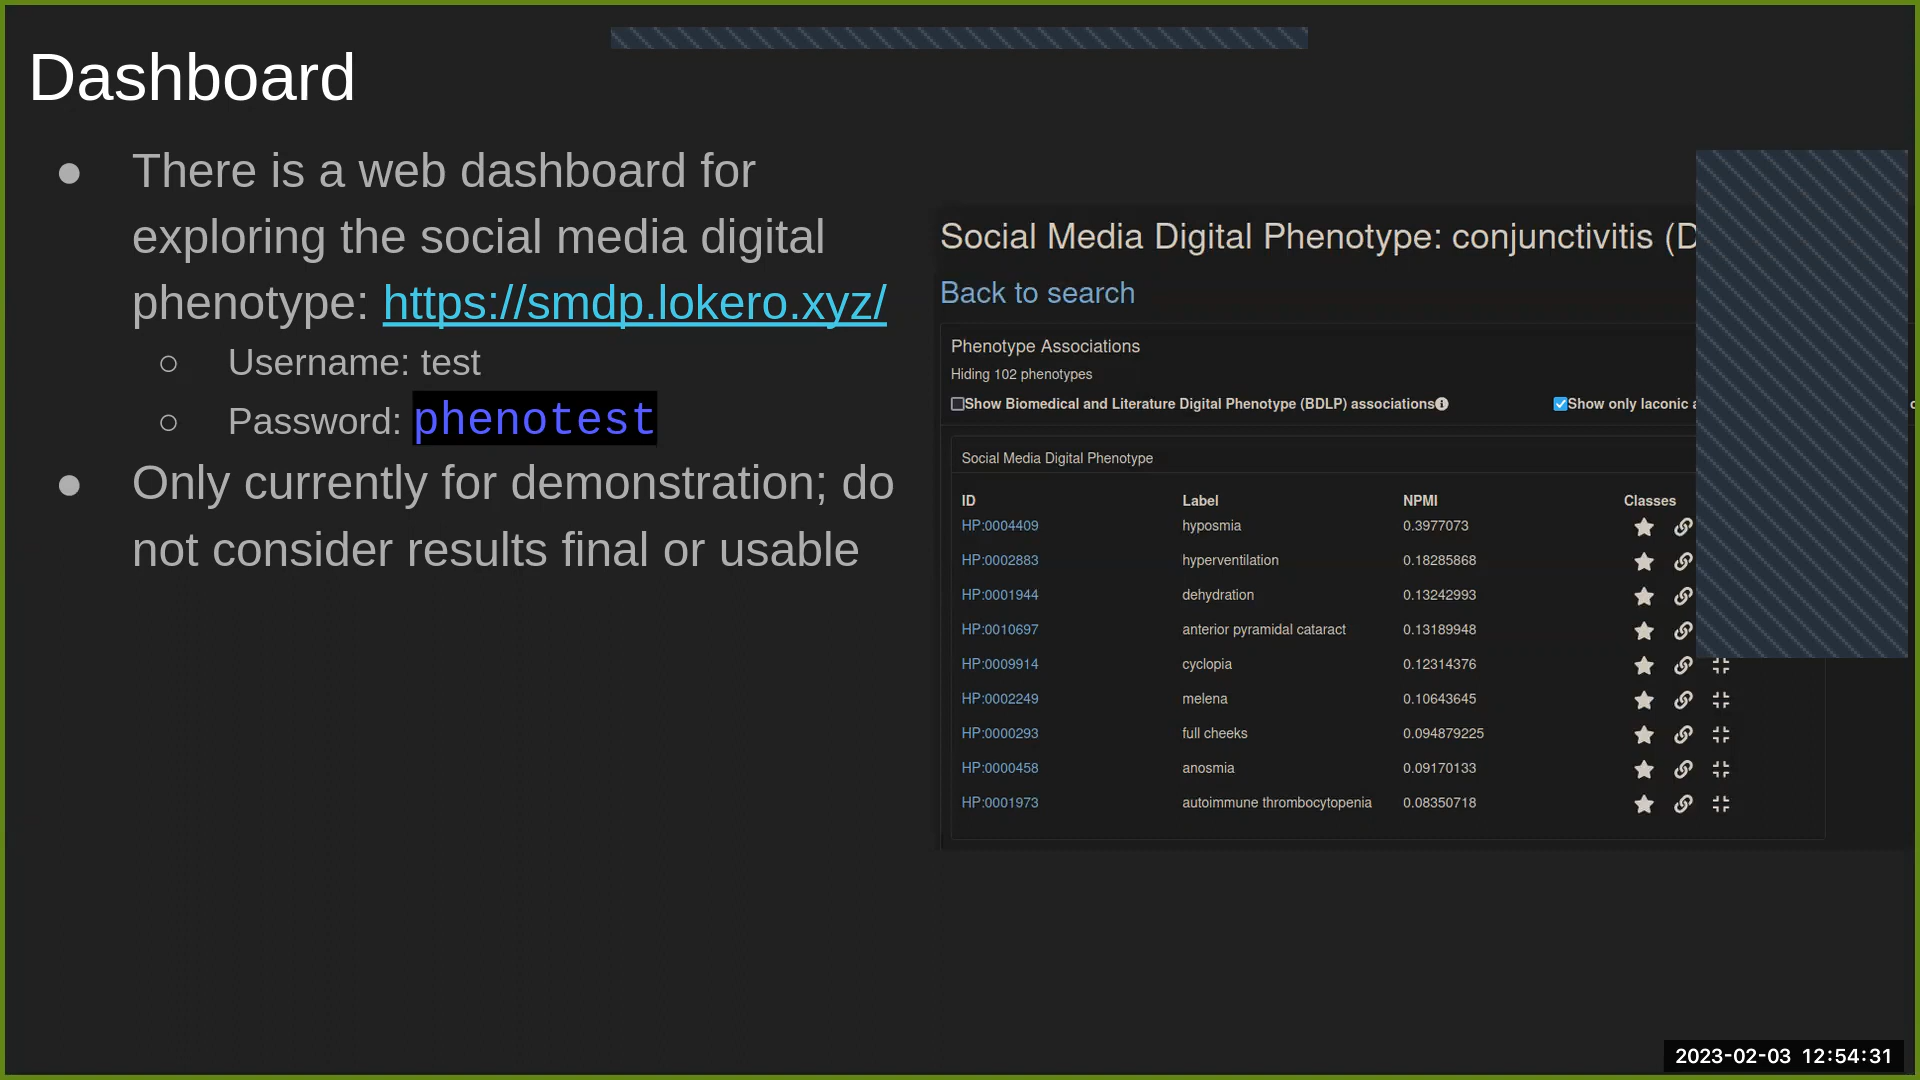 Dashboard
● There is a web dashboard for
exploring the social media digital
phenotype: https://smdp.lokero.xyz/
○ Username: test
○ Password: phenotest
● Only currently for demonstration; do
not consider results final or usable
Social Media Digital Phenotype: conjunctivitis (D
Back to search
Phenotype Associations
Hiding 102 phenotypes
Show Biomedical and Literature Digital Phenotype (BDLP) associations Show only laconic
Social Media Digital Phenotype
ID Label NPMI Classes
HP:0004409 hyposmia 0.3977073
HP:0002883 hyperventilation 0.18285868
HP:0001944 dehydration 0.13242993
HP:0010697 anterior pyramidal cataract 0.13189948
HP:0009914 cyclopia 0.12314376
HP:0002249 melena 0.10643645
HP:0000293 full cheeks 0.094879225
HP:0000458 anosmia 0.09170133
HP:0001973 autoimmune thrombocytopenia 0.08350718
2023-02-03 12:54:31